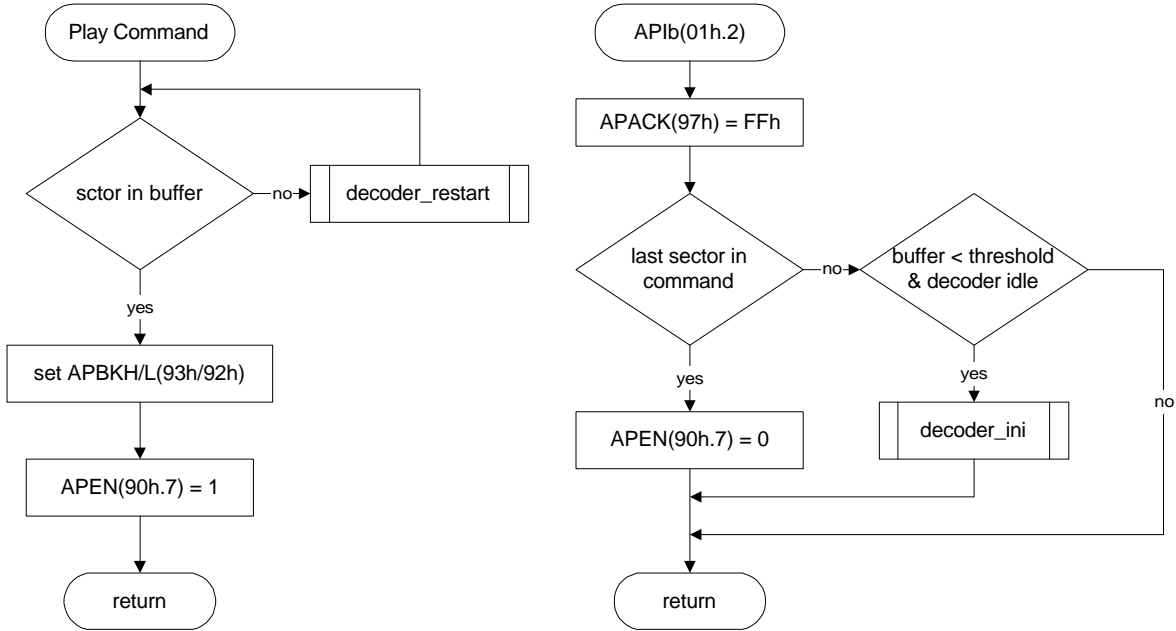 Play Command
sctor in buffer
no
decoder_restart
yes
set APBKH/L(93h/92h)
APEN(90h.7) = 1
return
APIb(01h.2)
APACK(97h) = FFh
last sector in
command
no
buffer < threshold
& decoder idle
yes
yes
no
APEN(90h.7) = 0
decoder_ini
return